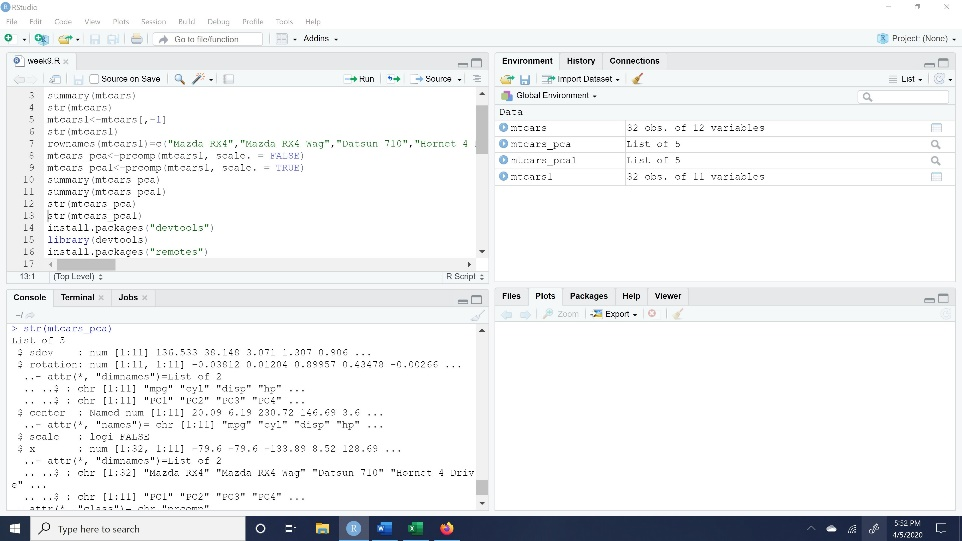 RStudio
File Edit Code View Plots Session Build Debug Profile Tools Help
Go to file/function Addins Project: (None)
week9.R
Source on Save Run Source
3 summary(mtcars)
4 str(mtcars)
5 mtcars1<-mtcars[,-1]
6 str(mtcars1)
7 rownames(mtcars1)=c("Mazda RX4","Mazda RX4 Wag","Datsun 710","Hornet 4
8 mtcars_pca<-prcomp(mtcars1, scale. = FALSE)
9 mtcars_pca1<-prcomp(mtcars1, scale. = TRUE)
10 summary(mtcars_pca)
11 summary(mtcars_pca1)
12 str(mtcars_pca)
13 str(mtcars_pca1)
14 install.packages("devtools")
15 library(devtools)
16 install.packages("remotes")
17
13:1 (Top Level) R Script
Console Terminal Jobs
~/
> str(mtcars_pca)
List of 5
$ sdev : num [1:11] 136.533 38.148 3.071 1.307 0.906 ...
$ rotation: num [1:11, 1:11] -0.03812 0.01204 0.89957 0.43478 -0.00266 ...
..- attr(*, "dimnames")=List of 2
.. ..$ : chr [1:11] "mpg" "cyl" "disp" "hp" ...
.. ..$ : chr [1:11] "PC1" "PC2" "PC3" "PC4" ...
$ center : Named num [1:11] 20.09 6.19 230.72 146.69 3.6 ...
..- attr(*, "names")= chr [1:11] "mpg" "cyl" "disp" "hp" ...
$ scale : logi FALSE
$ x : num [1:32, 1:11] -79.6 -79.6 -133.89 8.52 128.69 ...
..- attr(*, "dimnames")=List of 2
.. ..$ : chr [1:32] "Mazda RX4" "Mazda RX4 Wag" "Datsun 710" "Hornet 4 Driv
e" ...
.. ..$ : chr [1:11] "PC1" "PC2" "PC3" "PC4" ...
- attr(*, "class")= chr "prcomp"
Environment History Connections
Import Dataset List
Global Environment
Data
mtcars 32 obs. of 12 variables
mtcars_pca List of 5
mtcars_pca1 List of 5
mtcars1 32 obs. of 11 variables
Files Plots Packages Help Viewer
Zoom Export
Type here to search
5:52 PM
4/5/2020